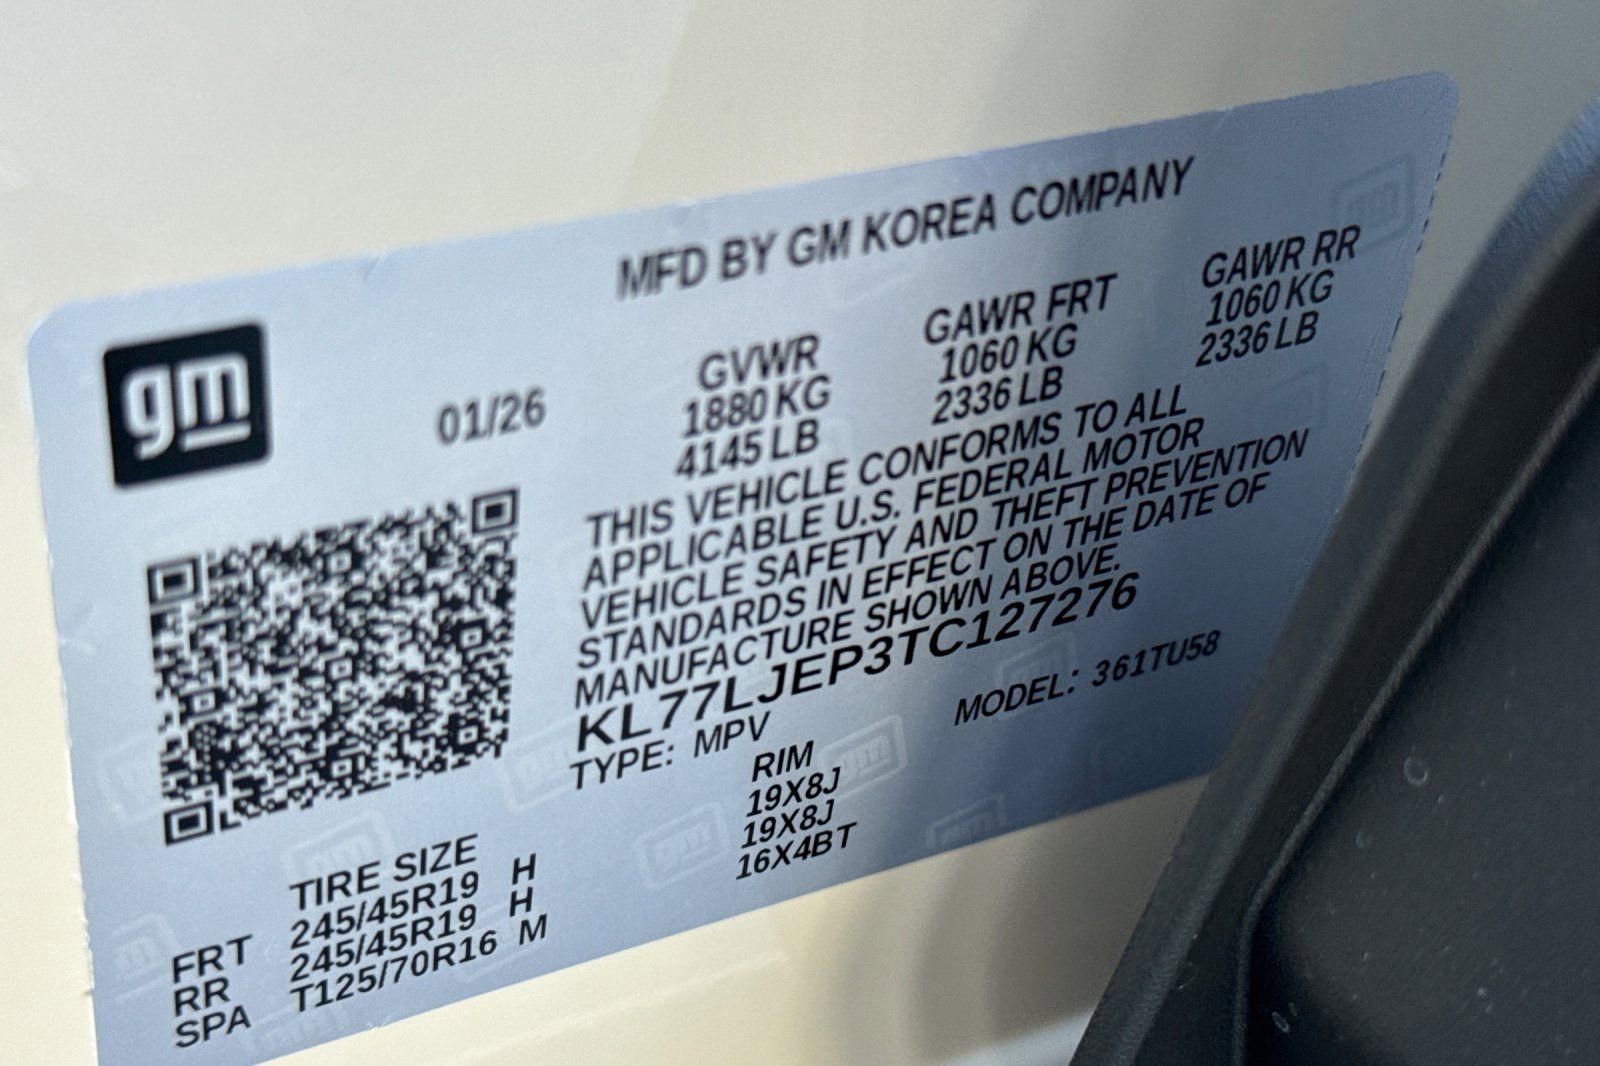 MFD BY GM KOREA COMPANY
gm
01/26
GVWR GAWR FRT GAWR RR
1880 KG 1060 KG 1060 KG
4145 LB 2336 LB 2336 LB
THIS VEHICLE CONFORMS TO ALL
APPLICABLE U.S. FEDERAL MOTOR
VEHICLE SAFETY AND THEFT PREVENTION
STANDARDS IN EFFECT ON THE DATE OF
MANUFACTURE SHOWN ABOVE.
KL77LJEP3TC127276
TYPE: MPV MODEL: 361TU58
TIRE SIZE RIM
FRT 245/45R19 H 19X8J
RR 245/45R19 H 19X8J
SPA T125/70R16 M 16X4BT